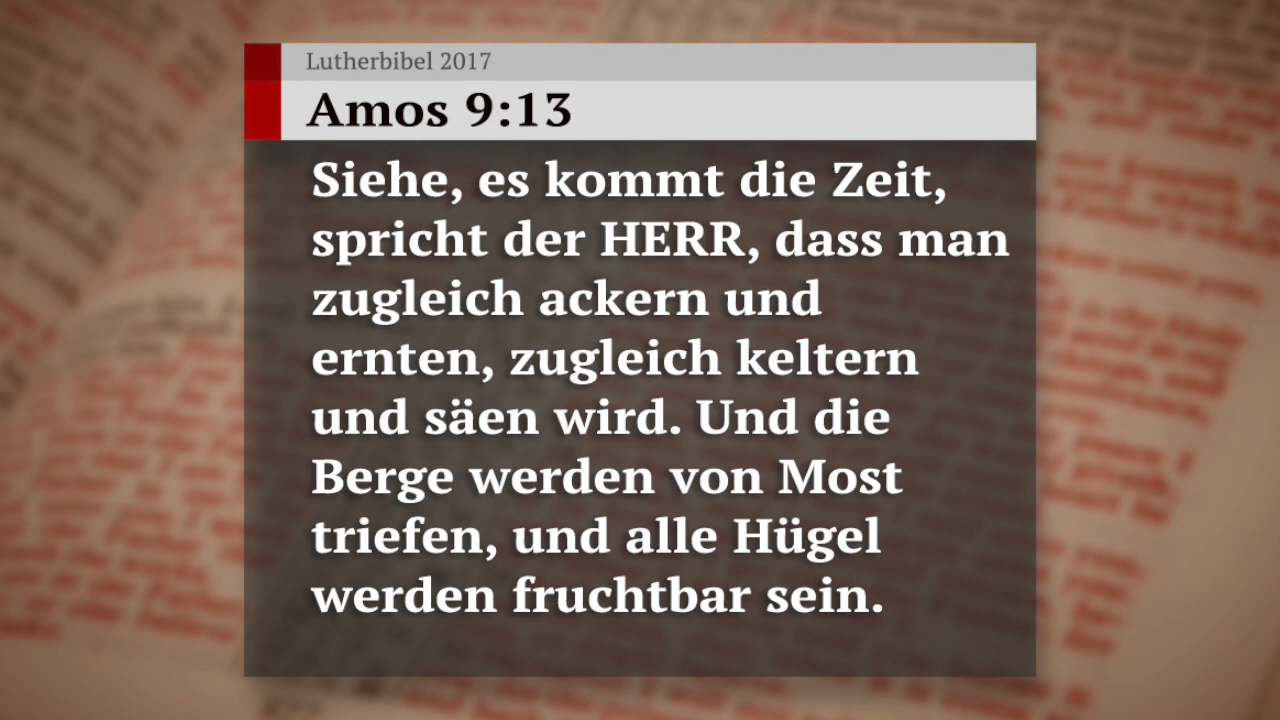 Lutherbibel 2017
Amos 9:13
Siehe, es kommt die Zeit,
spricht der HERR, dass man
zugleich ackern und
ernten, zugleich keltern
und säen wird. Und die
Berge werden von Most
triefen, und alle Hügel
werden fruchtbar sein.